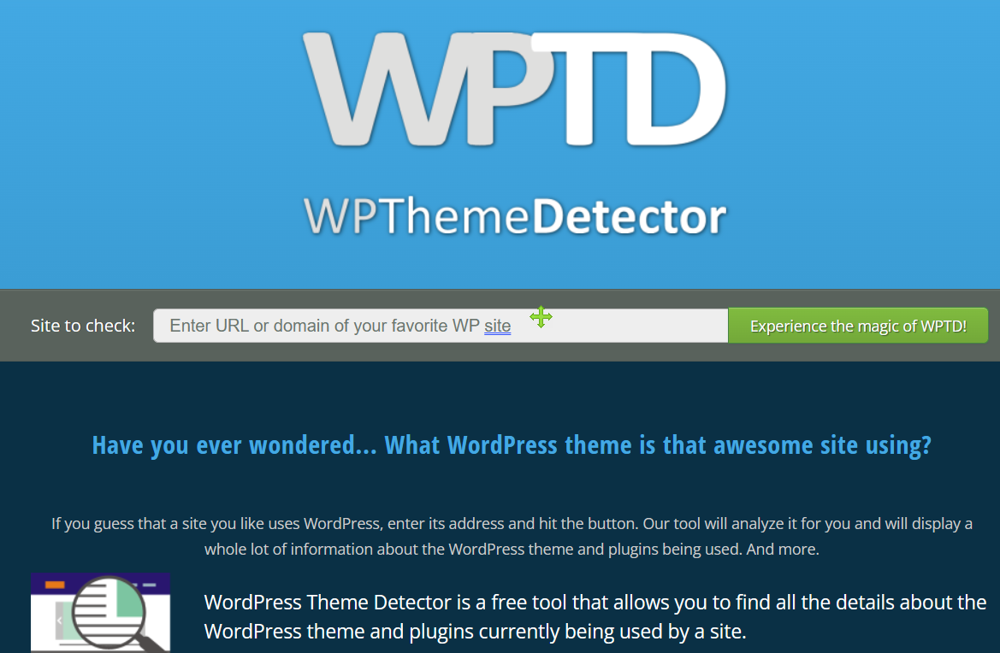 WPTD
WPThemeDetector
Site to check:
Enter URL or domain of your favorite WP site
Experience the magic of WPTD!
Have you ever wondered... What WordPress theme is that awesome site using?
If you guess that a site you like uses WordPress, enter its address and hit the button. Our tool will analyze it for you and will display a
whole lot of information about the WordPress theme and plugins being used. And more.
WordPress Theme Detector is a free tool that allows you to find all the details about the
WordPress theme and plugins currently being used by a site.